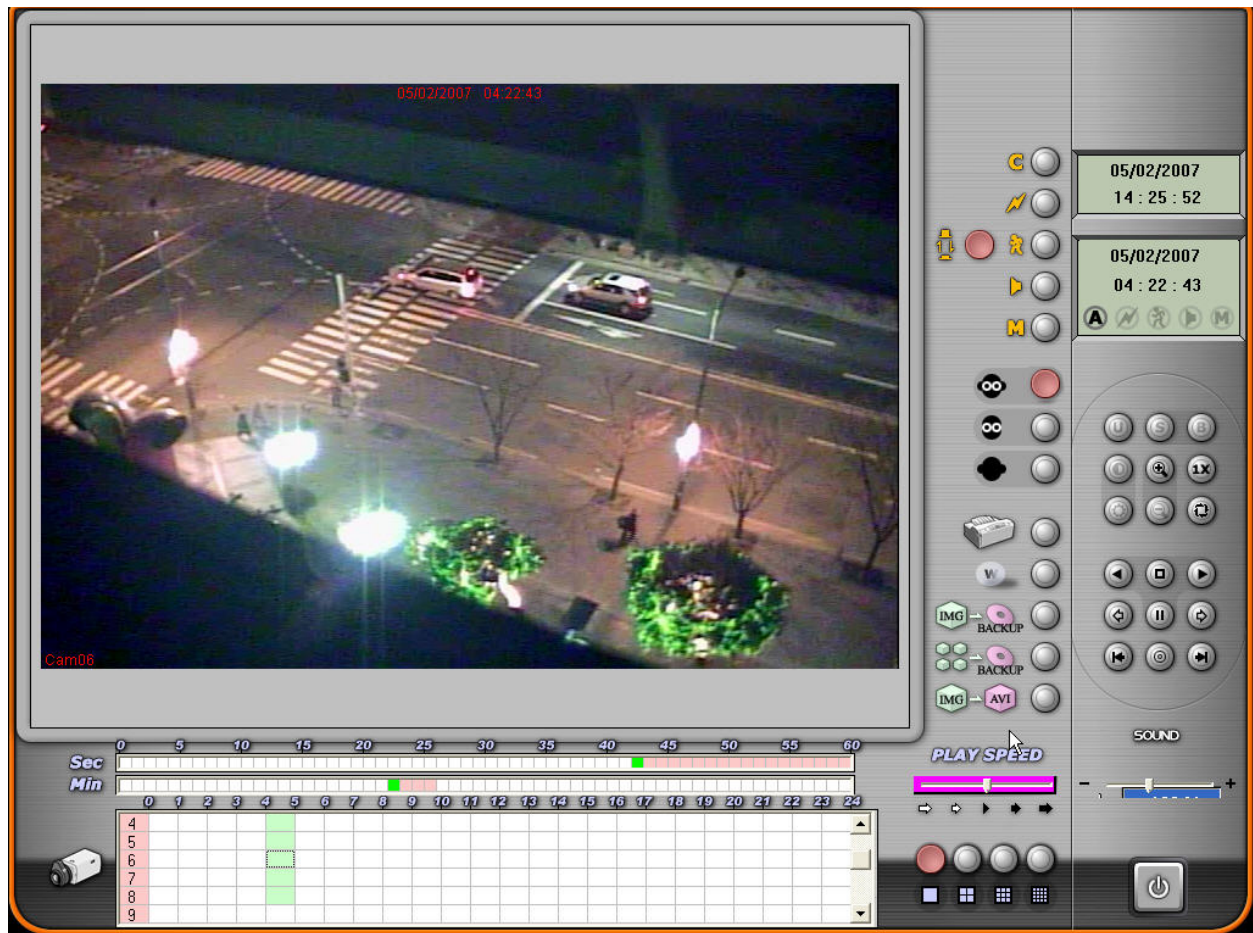 05/02/2007 04:22:43
Cam06
C
M
05/02/2007
14 : 25 : 52
05/02/2007
04 : 22 : 43
A M
U S B
1X
W
IMG BACKUP
BACKUP
IMG AVI
PLAY SPEED
SOUND
- +
0 5 10 15 20 25 30 35 40 45 50 55 60
Sec
Min
0 1 2 3 4 5 6 7 8 9 10 11 12 13 14 15 16 17 18 19 20 21 22 23 24
4
5
6
7
8
9